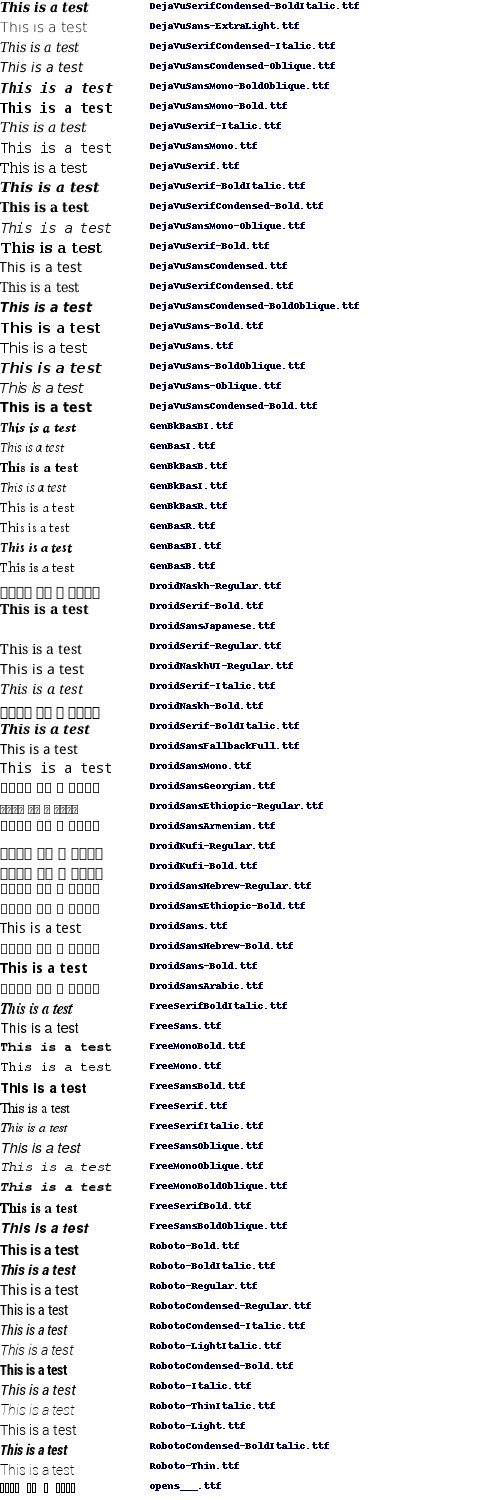 This is a test DejaVuSerifCondensed-BoldItalic.ttf
This is a test DejaVuSans-ExtraLight.ttf
This is a test DejaVuSerifCondensed-Italic.ttf
This is a test DejaVuSansCondensed-Oblique.ttf
This is a test DejaVuSansMono-BoldOblique.ttf
This is a test DejaVuSansMono-Bold.ttf
This is a test DejaVuSerif-Italic.ttf
This is a test DejaVuSansMono.ttf
This is a test DejaVuSerif.ttf
This is a test DejaVuSerif-BoldItalic.ttf
This is a test DejaVuSerifCondensed-Bold.ttf
This is a test DejaVuSansMono-Oblique.ttf
This is a test DejaVuSerif-Bold.ttf
This is a test DejaVuSansCondensed.ttf
This is a test DejaVuSerifCondensed.ttf
This is a test DejaVuSansCondensed-BoldOblique.ttf
This is a test DejaVuSans-Bold.ttf
This is a test DejaVuSans.ttf
This is a test DejaVuSans-BoldOblique.ttf
This is a test DejaVuSans-Oblique.ttf
This is a test DejaVuSansCondensed-Bold.ttf
This is a test GenBkBasBI.ttf
This is a test GenBasI.ttf
This is a test GenBkBasB.ttf
This is a test GenBkBasI.ttf
This is a test GenBkBasR.ttf
This is a test GenBasR.ttf
This is a test GenBasBI.ttf
This is a test GenBasB.ttf
DroidNaskh-Regular.ttf
This is a test DroidSerif-Bold.ttf
DroidSansJapanese.ttf
This is a test DroidSerif-Regular.ttf
This is a test DroidNaskhUI-Regular.ttf
This is a test DroidSerif-Italic.ttf
DroidNaskh-Bold.ttf
This is a test DroidSerif-BoldItalic.ttf
This is a test DroidSansFallbackFull.ttf
This is a test DroidSansMono.ttf
DroidSansGeorgian.ttf
DroidSansEthiopic-Regular.ttf
DroidSansArmenian.ttf
DroidKufi-Regular.ttf
DroidKufi-Bold.ttf
DroidSansHebrew-Regular.ttf
DroidSansEthiopic-Bold.ttf
This is a test DroidSans.ttf
DroidSansHebrew-Bold.ttf
This is a test DroidSans-Bold.ttf
DroidSansArabic.ttf
This is a test FreeSerifBoldItalic.ttf
This is a test FreeSans.ttf
This is a test FreeMonoBold.ttf
This is a test FreeMono.ttf
This is a test FreeSansBold.ttf
This is a test FreeSerif.ttf
This is a test FreeSerifItalic.ttf
This is a test FreeSansOblique.ttf
This is a test FreeMonoOblique.ttf
This is a test FreeMonoBoldOblique.ttf
This is a test FreeSerifBold.ttf
This is a test FreeSansBoldOblique.ttf
This is a test Roboto-Bold.ttf
This is a test Roboto-BoldItalic.ttf
This is a test Roboto-Regular.ttf
This is a test RobotoCondensed-Regular.ttf
This is a test RobotoCondensed-Italic.ttf
This is a test Roboto-LightItalic.ttf
This is a test RobotoCondensed-Bold.ttf
This is a test Roboto-Italic.ttf
This is a test Roboto-ThinItalic.ttf
This is a test Roboto-Light.ttf
This is a test RobotoCondensed-BoldItalic.ttf
This is a test Roboto-Thin.ttf
opens___.ttf